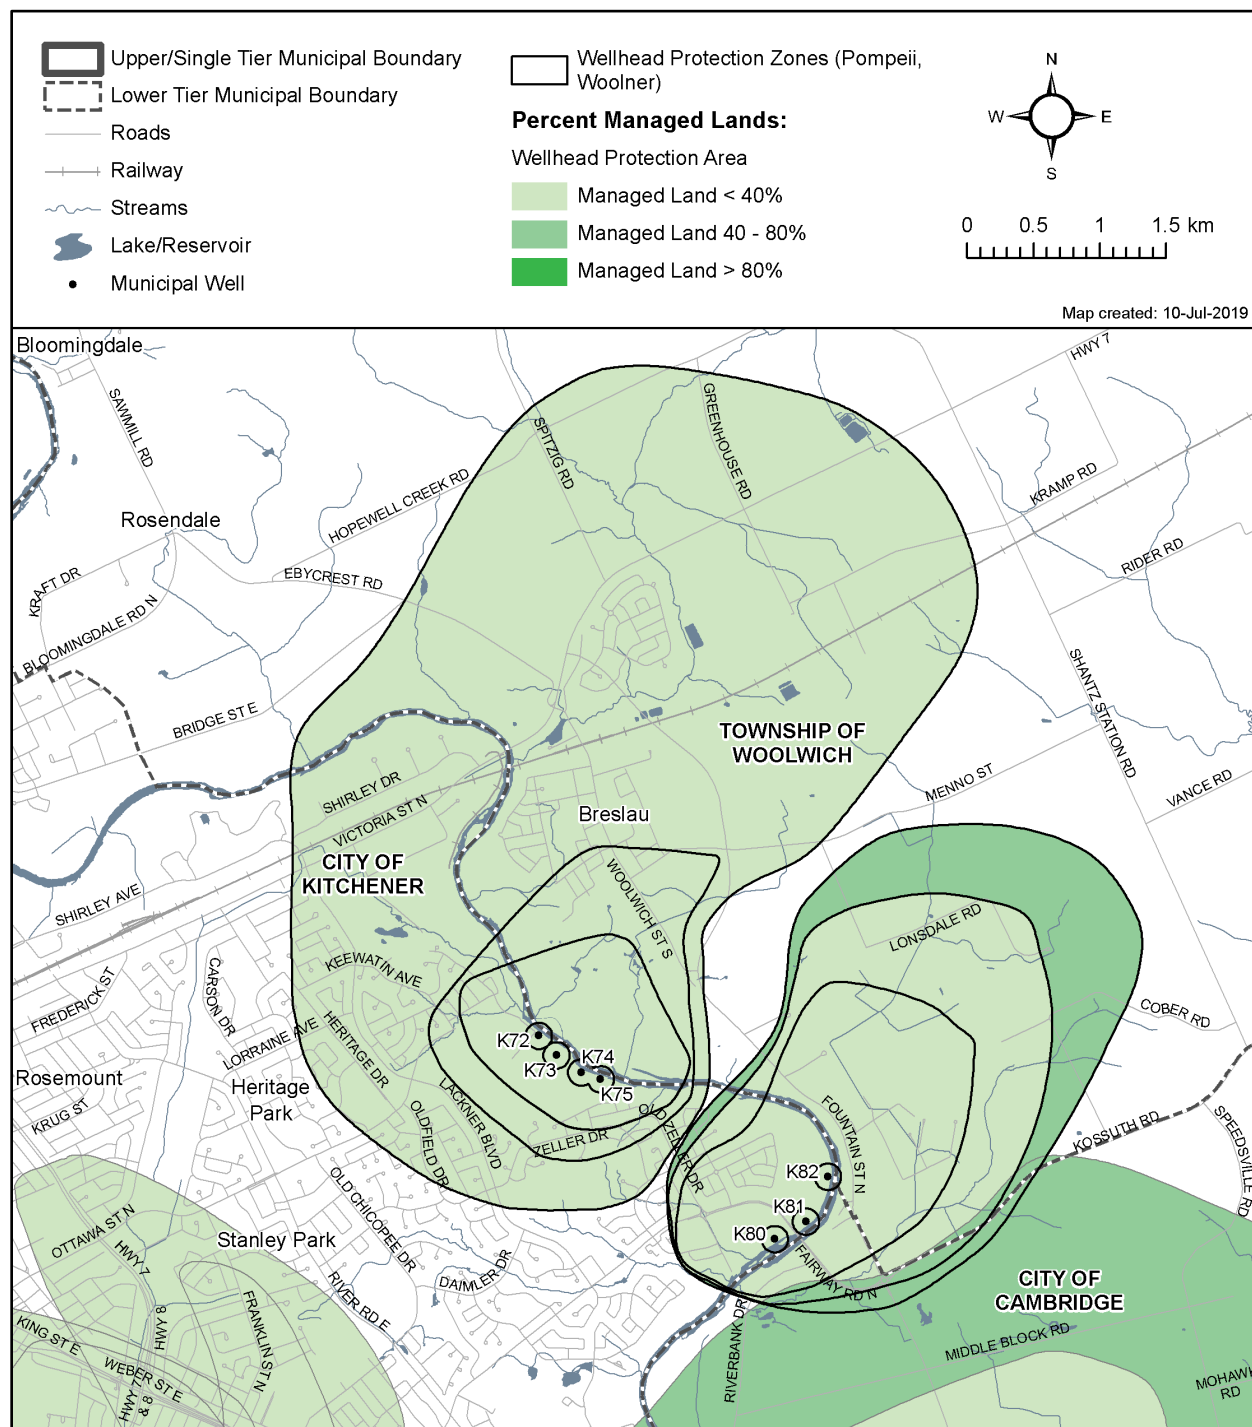 Upper/Single Tier Municipal Boundary
Lower Tier Municipal Boundary
Roads
Railway
Streams
Lake/Reservoir
Municipal Well
Wellhead Protection Zones (Pompeii,
Woolner)
Percent Managed Lands:
Wellhead Protection Area
Managed Land < 40%
Managed Land 40 - 80%
Managed Land > 80%
N
W E
S
0 0.5 1 1.5 km
Map created: 10-Jul-2019
Bloomingdale
HWY 7
SAWMILL RD
GREENHOUSE RD
SPITZIG RD
HOPEWELL CREEK RD
KRAMP RD
Rosendale
RIDER RD
EBYCREST RD
KRAFT DR
BLOOMINGDALE RD N
SHANTZ STATION RD
BRIDGE ST E
TOWNSHIP OF
WOOLWICH
MENNO ST
VANCE RD
SHIRLEY DR
VICTORIA ST N
Breslau
CITY OF
KITCHENER
WOOLWICH ST S
SHIRLEY AVE
LONSDALE RD
KEEWATIN AVE
FREDERICK ST
CARSON DR
COBER RD
LORRAINE AVE
HERITAGE DR
K72
K73
K74
K75
Rosemount
Heritage
Park
KRUG ST
LACKNER BLVD
OLDFIELD DR
ZELLER DR
OLD ZELLER DR
FOUNTAIN ST N
KOSSUTH RD
SPEEDSVILLE RD
K82
K81
K80
OLD CHICOPEE DR
OTTAWA ST N
HWY 7
Stanley Park
DAIMLER DR
RIVER RD E
FAIRWAY RD N
CITY OF
CAMBRIDGE
RIVERBANK DR
MIDDLE BLOCK RD
FRANKLIN ST N
HWY 8
KING ST E
WEBER ST E
HWY 7
& 8
MOHAWK
RD